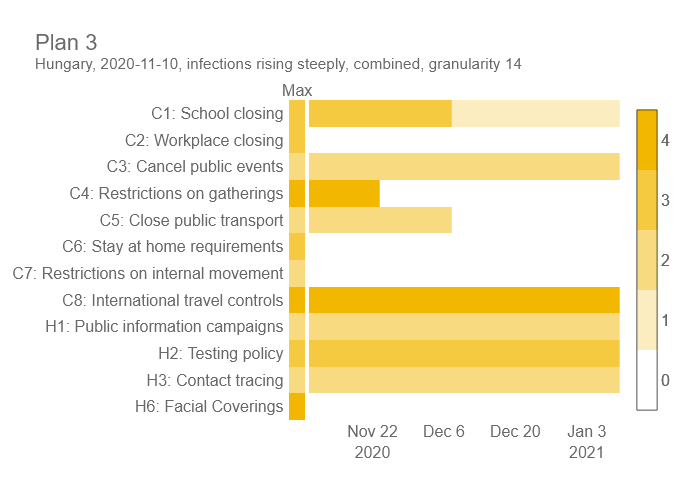 Plan 3
Hungary, 2020-11-10, infections rising steeply, combined, granularity 14
Max
C1: School closing
C2: Workplace closing
C3: Cancel public events
C4: Restrictions on gatherings
C5: Close public transport
C6: Stay at home requirements
C7: Restrictions on internal movement
C8: International travel controls
H1: Public information campaigns
H2: Testing policy
H3: Contact tracing
H6: Facial Coverings
4
3
2
1
0
Nov 22 Dec 6 Dec 20 Jan 3
2020 2021